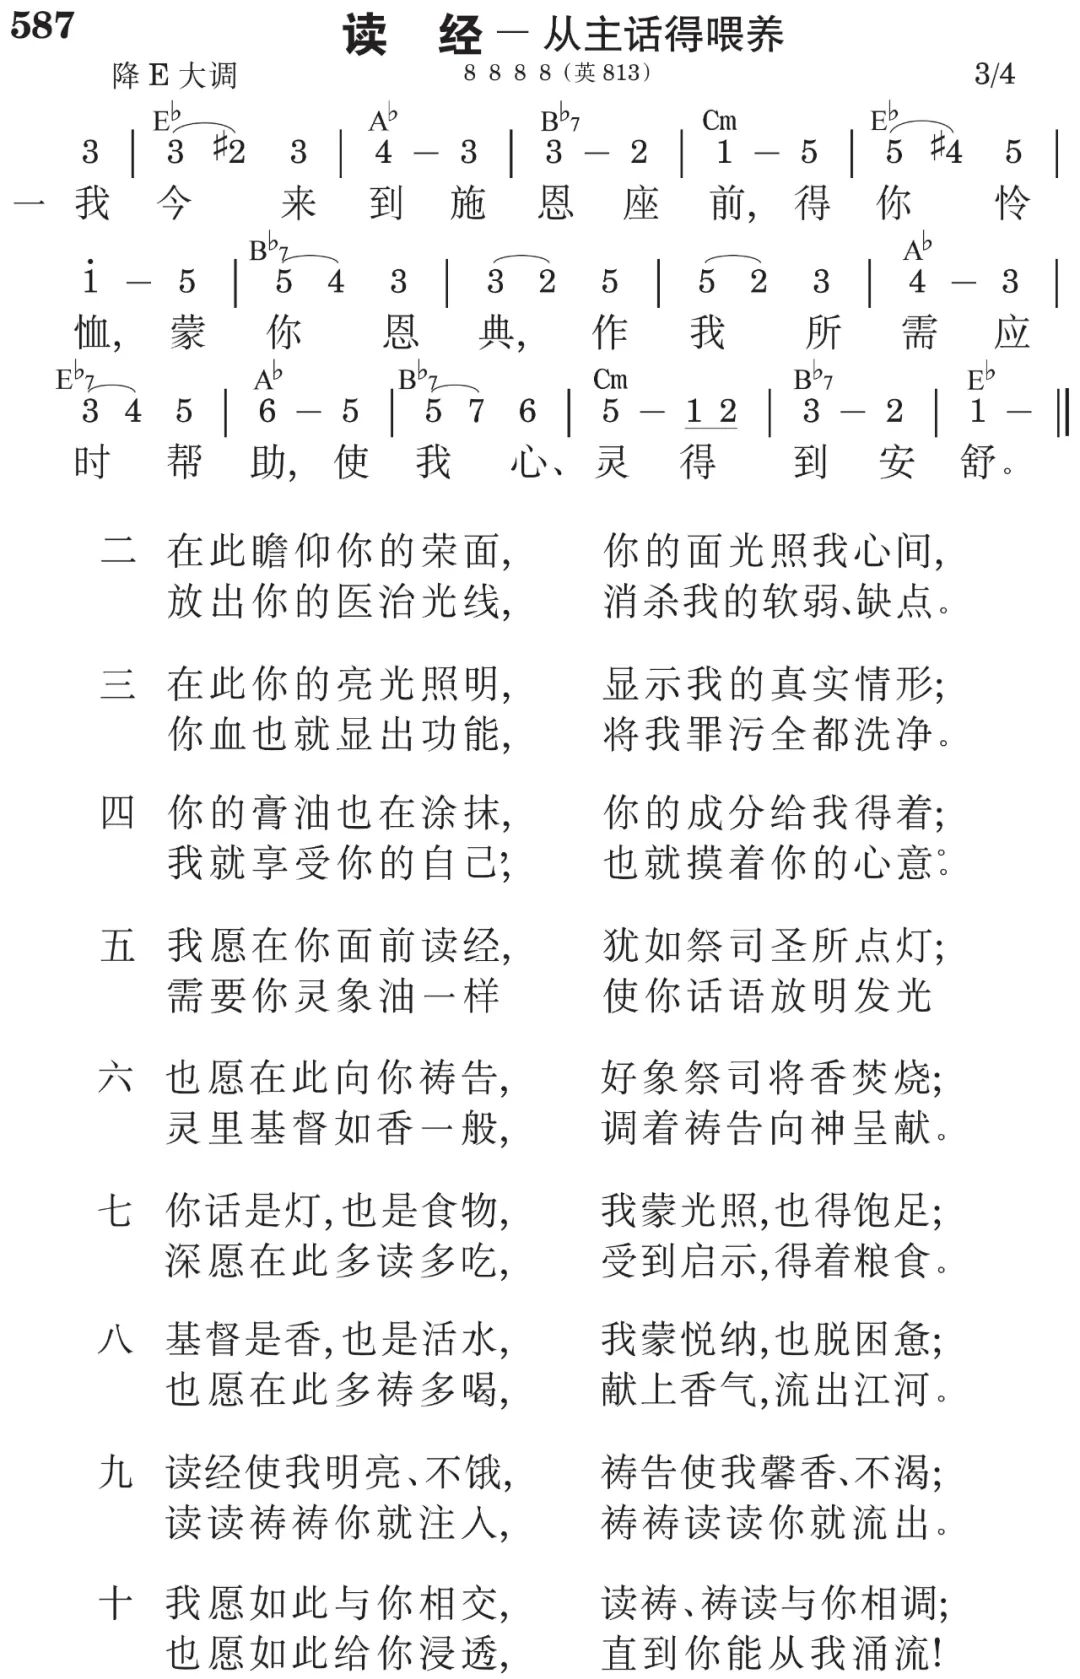 587
读 经 — 从主话得喂养
降 E 大调 8 8 8 8 (英 813) 3/4
E♭ A♭ B♭7 Cm E♭
3 | 3 ♯2 3 | 4 – 3 | 3 – 2 | 1 – 5 | 5 ♯4 5 |
一 我 今 来 到 施 恩 座 前, 得 你 怜
B♭7 A♭
i – 5 | 5 4 3 | 3 2 5 | 5 2 3 | 4 – 3 |
恤, 蒙 你 恩 典, 作 我 所 需 应
E♭7 A♭ B♭7 Cm B♭7 E♭
3 4 5 | 6 – 5 | 5 7 6 | 5 – 1 2 | 3 – 2 | 1 – ‖
时 帮 助, 使 我 心、灵 得 到 安 舒。
二 在此瞻仰你的荣面, 你的面光照我心间,
放出你的医治光线, 消杀我的软弱、缺点。
三 在此你的亮光照明, 显示我的真实情形;
你血也就显出功能, 将我罪污全都洗净。
四 你的膏油也在涂抹, 你的成分给我得着;
我就享受你的自己; 也就摸着你的心意。
五 我愿在你面前读经, 犹如祭司圣所点灯;
需要你灵象油一样 使你话语放明发光
六 也愿在此向你祷告, 好象祭司将香焚烧;
灵里基督如香一般, 调着祷告向神呈献。
七 你话是灯,也是食物, 我蒙光照,也得饱足;
深愿在此多读多吃, 受到启示,得着粮食。
八 基督是香,也是活水, 我蒙悦纳,也脱困惫;
也愿在此多祷多喝, 献上香气,流出江河。
九 读经使我明亮、不饿, 祷告使我馨香、不渴;
读读祷祷你就注入, 祷祷读读你就流出。
十 我愿如此与你相交, 读祷、祷读与你相调;
也愿如此给你浸透, 直到你能从我涌流!